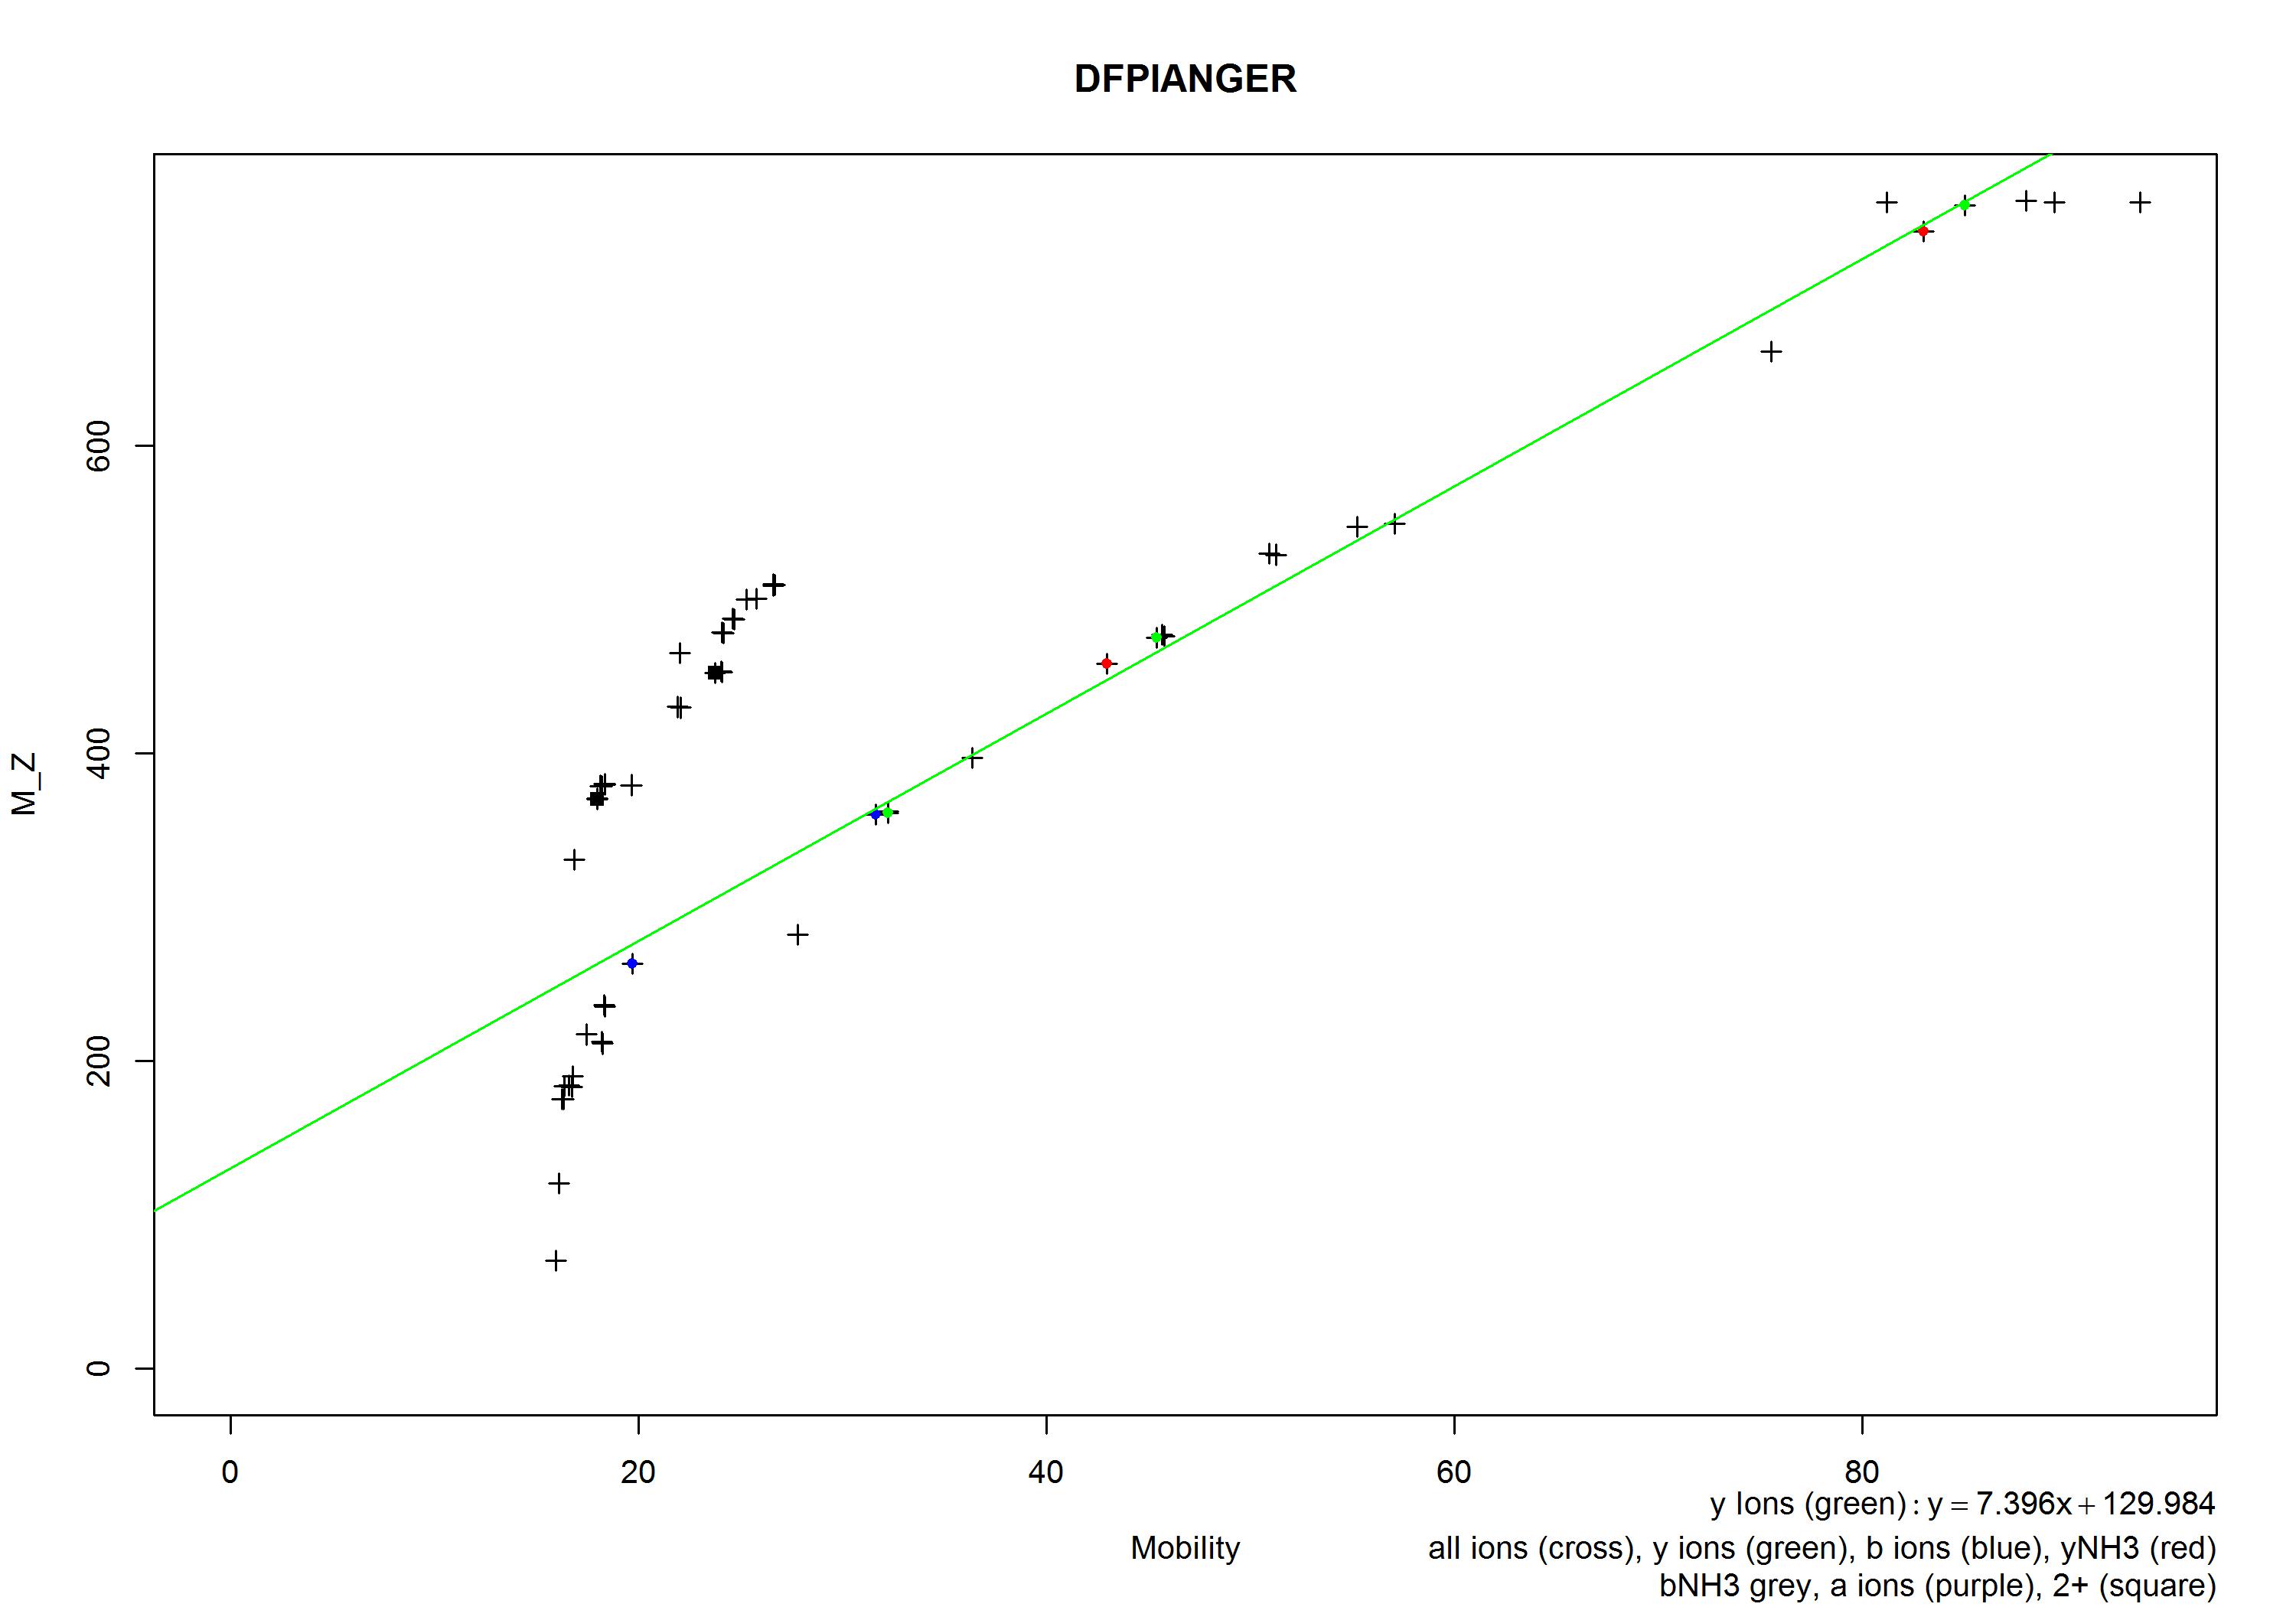 DFPIANGER
600
400
200
0
M_Z
0 20 40 60 80
y Ions (green) : y = 7.396x + 129.984
Mobility
all ions (cross), y ions (green), b ions (blue), yNH3 (red)
bNH3 grey, a ions (purple), 2+ (square)